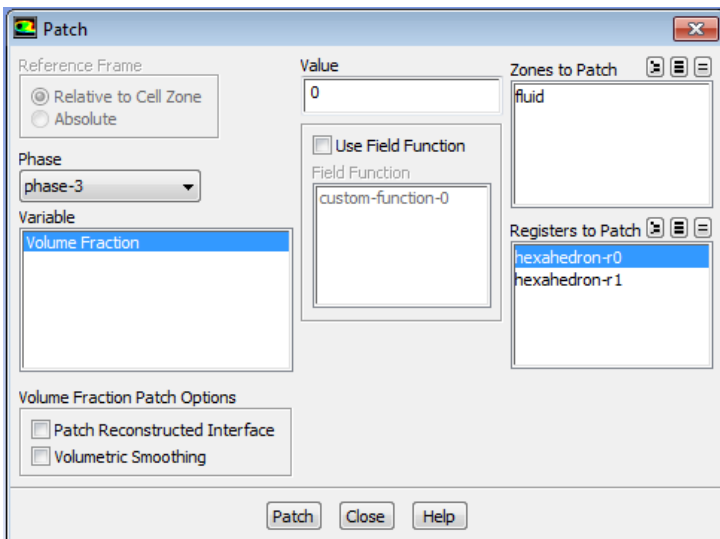 Patch
Reference Frame
Relative to Cell Zone
Absolute
Phase
phase-3
Variable
Volume Fraction
Volume Fraction Patch Options
Patch Reconstructed Interface
Volumetric Smoothing
Value
0
Use Field Function
Field Function
custom-function-0
Zones to Patch
fluid
Registers to Patch
hexahedron-r0
hexahedron-r1
Patch Close Help